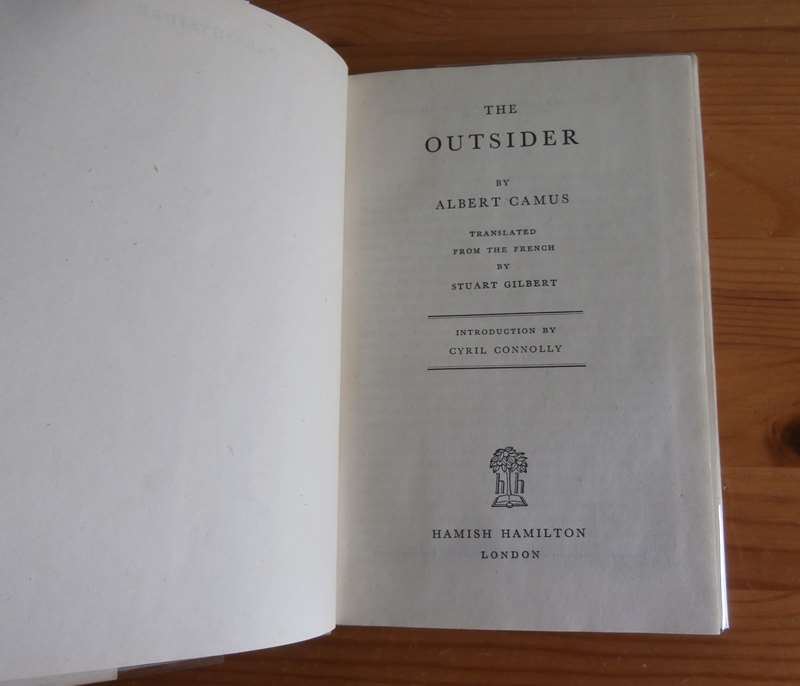 THE
OUTSIDER
BY
ALBERT CAMUS
TRANSLATED
FROM THE FRENCH
BY
STUART GILBERT
INTRODUCTION BY
CYRIL CONNOLLY
h h
HAMISH HAMILTON
LONDON